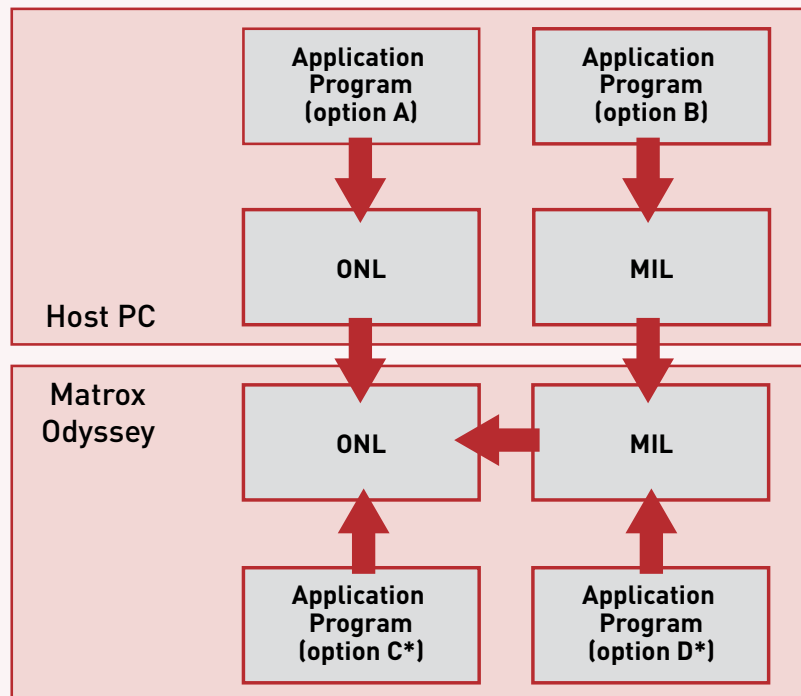 Application
Program
(option A)
Application
Program
(option B)
ONL
MIL
Host PC
Matrox
Odyssey
ONL
MIL
Application
Program
(option C*)
Application
Program
(option D*)